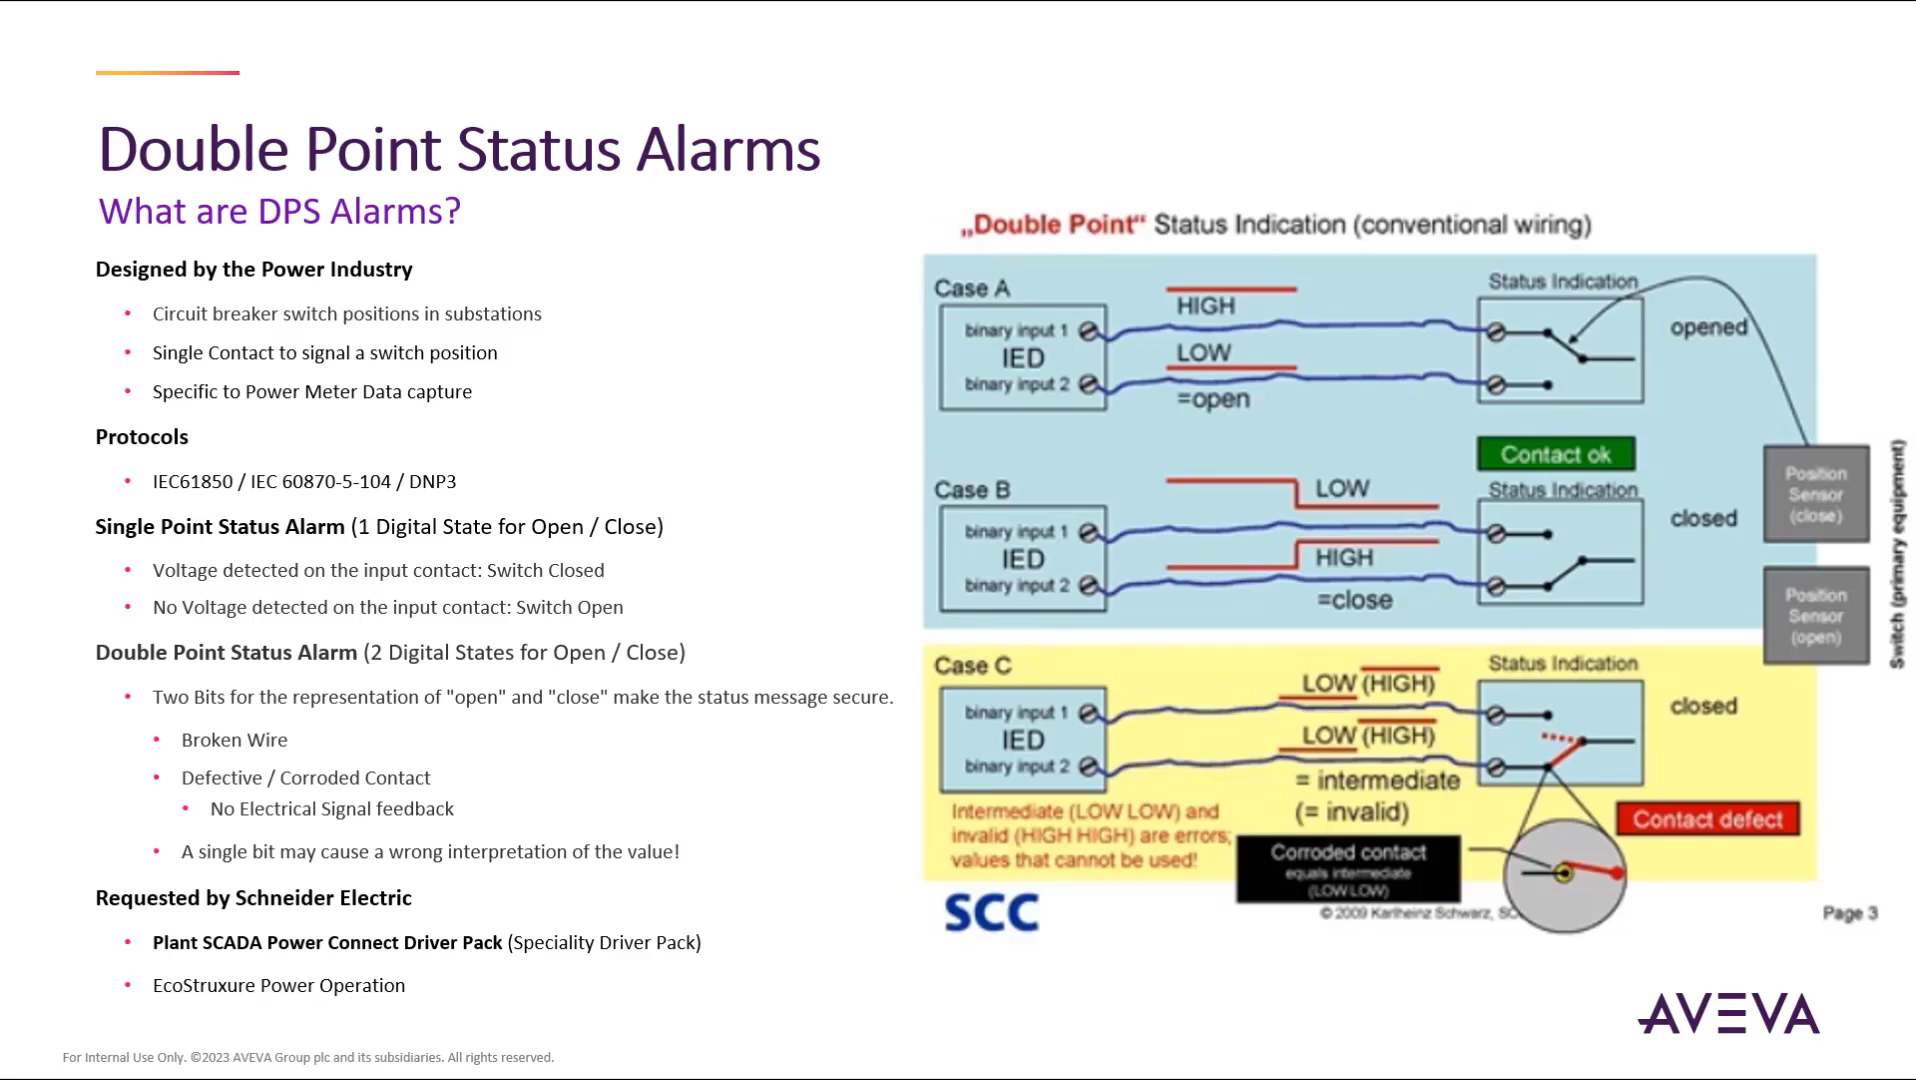 Double Point Status Alarms
What are DPS Alarms?
Designed by the Power Industry
• Circuit breaker switch positions in substations
• Single Contact to signal a switch position
• Specific to Power Meter Data capture
Protocols
• IEC61850 / IEC 60870-5-104 / DNP3
Single Point Status Alarm (1 Digital State for Open / Close)
• Voltage detected on the input contact: Switch Closed
• No Voltage detected on the input contact: Switch Open
Double Point Status Alarm (2 Digital States for Open / Close)
• Two Bits for the representation of "open" and "close" make the status message secure.
• Broken Wire
• Defective / Corroded Contact
• No Electrical Signal feedback
• A single bit may cause a wrong interpretation of the value!
Requested by Schneider Electric
• Plant SCADA Power Connect Driver Pack (Speciality Driver Pack)
• EcoStruxure Power Operation
„Double Point“ Status Indication (conventional wiring)
Case A
binary input 1
IED
binary input 2
HIGH
LOW
=open
Status Indication
opened
Contact ok
Case B
binary input 1
IED
binary input 2
LOW
HIGH
=close
Status Indication
closed
Position
Sensor
(close)
Position
Sensor
(open)
Switch (primary equipment)
Case C
binary input 1
IED
binary input 2
LOW (HIGH)
LOW (HIGH)
= intermediate
(= invalid)
Status Indication
closed
Contact defect
Intermediate (LOW LOW) and
invalid (HIGH HIGH) are errors;
values that cannot be used!
Corroded contact
equals intermediate
(LOW LOW)
SCC
© 2009 Karlheinz Schwarz,
Page 3
AVEVA
For Internal Use Only. ©2023 AVEVA Group plc and its subsidiaries. All rights reserved.